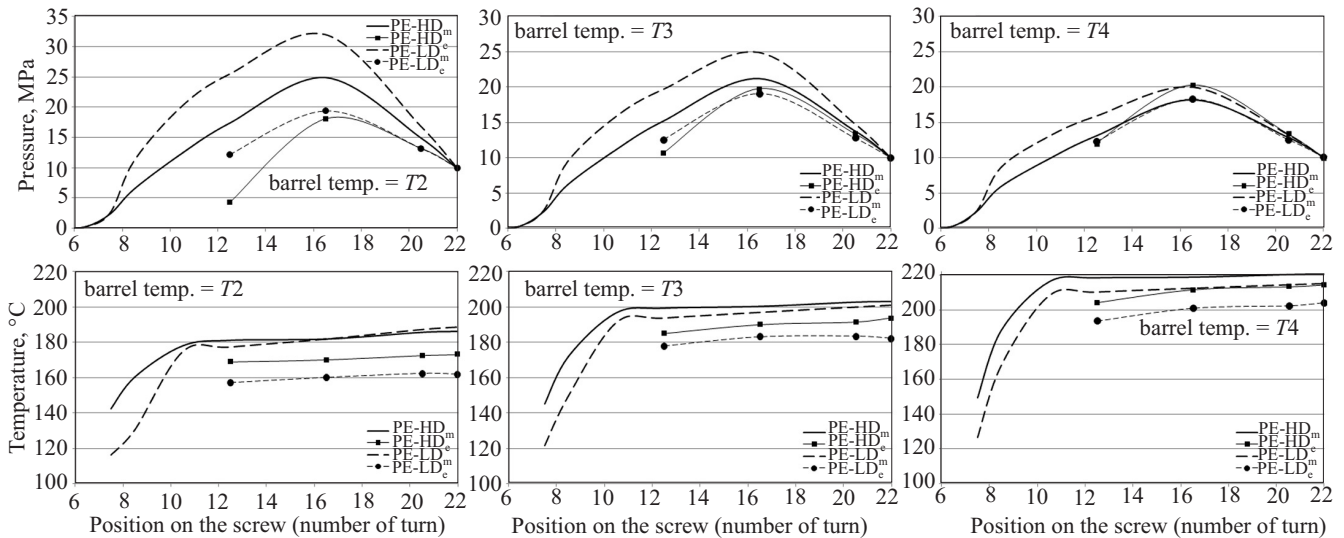 Pressure, MPa
35
30
25
20
15
10
5
0
6 8 10 12 14 16 18 20 22
PE-HDm
PE-HDe
PE-LDm
PE-LDe
barrel temp. = T2
30
25
20
15
10
5
0
6 8 10 12 14 16 18 20 22
barrel temp. = T3
PE-HDm
PE-HDe
PE-LDm
PE-LDe
30
25
20
15
10
5
0
6 8 10 12 14 16 18 20 22
barrel temp. = T4
PE-HDm
PE-HDe
PE-LDm
PE-LDe
Temperature, °C
220
200
180
160
140
120
100
6 8 10 12 14 16 18 20 22
barrel temp. = T2
PE-HDm
PE-HDe
PE-LDm
PE-LDe
Position on the screw (number of turn)
220
200
180
160
140
120
100
6 8 10 12 14 16 18 20 22
barrel temp. = T3
PE-HDm
PE-HDe
PE-LDm
PE-LDe
Position on the screw (number of turn)
220
200
180
160
140
120
100
6 8 10 12 14 16 18 20 22
barrel temp. = T4
PE-HDm
PE-HDe
PE-LDm
PE-LDe
Position on the screw (number of turn)